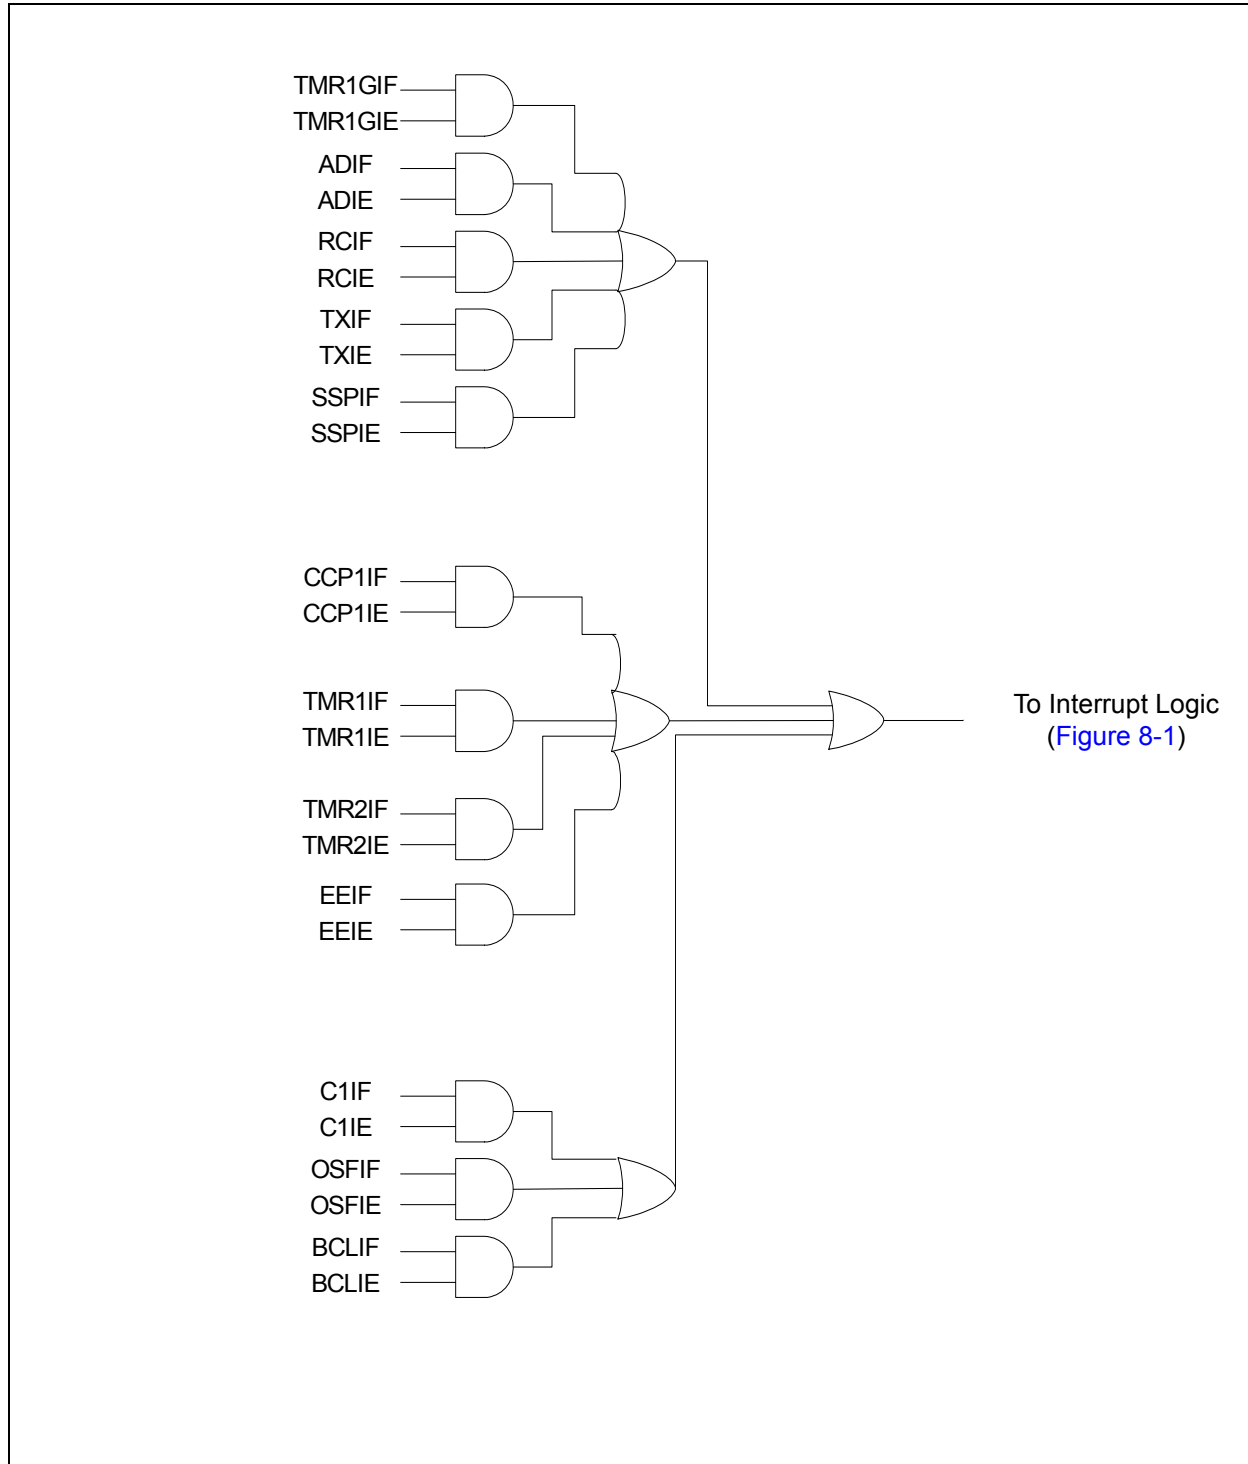 TMR1GIF
TMR1GIE
ADIF
ADIE
RCIF
RCIE
TXIF
TXIE
SSPIF
SSPIE
CCP1IF
CCP1IE
TMR1IF
TMR1IE
To Interrupt Logic
(Figure 8-1)
TMR2IF
TMR2IE
EEIF
EEIE
C1IF
C1IE
OSFIF
OSFIE
BCLIF
BCLIE